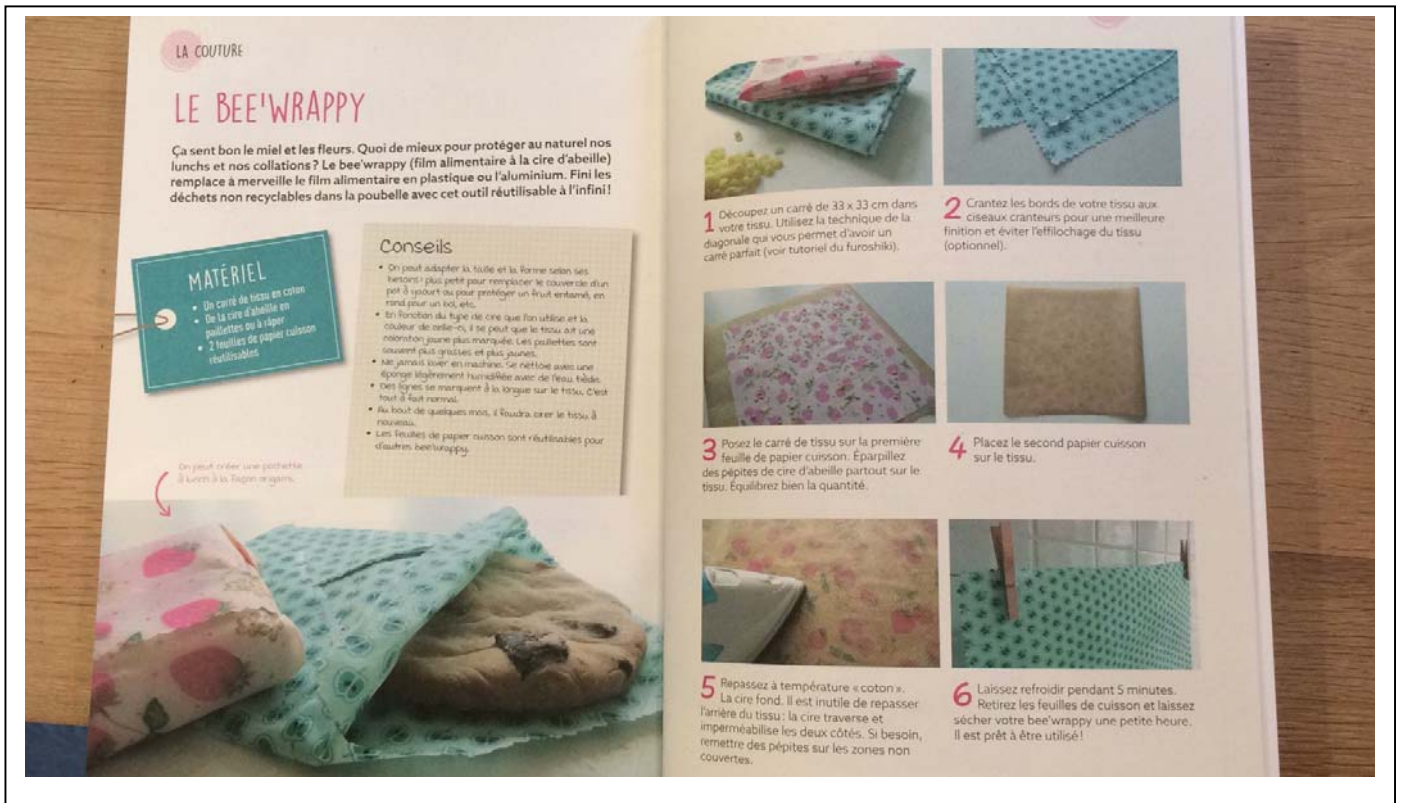 LA COUTURE
LE BEE'WRAPPY
Ça sent bon le miel et les fleurs. Quoi de mieux pour protéger au naturel nos
lunchs et nos collations ? Le bee'wrappy (film alimentaire à la cire d'abeille)
remplace à merveille le film alimentaire en plastique ou l'aluminium. Fini les
déchets non recyclables dans la poubelle avec cet outil réutilisable à l'infini !
MATÉRIEL
• Un carré de tissu en coton
• De la cire d'abeille en
paillettes ou à râper
• 2 feuilles de papier cuisson
réutilisables
Conseils
• On peut adapter la taille et la forme selon ses
besoins : plus petit pour remplacer le couvercle d'un
pot à yaourt ou pour protéger un fruit entamé, en
rond pour un bol, etc.
• En fonction du type de cire que l'on utilise et la
couleur de celle-ci, il se peut que le tissu ait une
coloration jaune plus marquée. Les paillettes sont
souvent plus grasses et plus jaunes.
• Ne jamais laver en machine. Se nettoie avec une
éponge légèrement humidifiée avec de l'eau tiède.
• Des lignes se marquent à la longue sur le tissu. C'est
tout à fait normal.
• Au bout de quelques mois, il faudra cirer le tissu à
nouveau.
• Les feuilles de papier cuisson sont réutilisables pour
d'autres bee'wrappy.
On peut créer une pochette
à lunch à la façon origami.
1 Découpez un carré de 33 x 33 cm dans
votre tissu. Utilisez la technique de la
diagonale qui vous permet d'avoir un
carré parfait (voir tutoriel du furoshiki).
2 Crantez les bords de votre tissu aux
ciseaux cranteurs pour une meilleure
finition et éviter l'effilochage du tissu
(optionnel).
3 Posez le carré de tissu sur la première
feuille de papier cuisson. Éparpillez
des pépites de cire d'abeille partout sur le
tissu. Équilibrez bien la quantité.
4 Placez le second papier cuisson
sur le tissu.
5 Repassez à température « coton ».
La cire fond. Il est inutile de repasser
l'arrière du tissu : la cire traverse et
imperméabilise les deux côtés. Si besoin,
remettre des pépites sur les zones non
couvertes.
6 Laissez refroidir pendant 5 minutes.
Retirez les feuilles de cuisson et laissez
sécher votre bee'wrappy une petite heure.
Il est prêt à être utilisé !